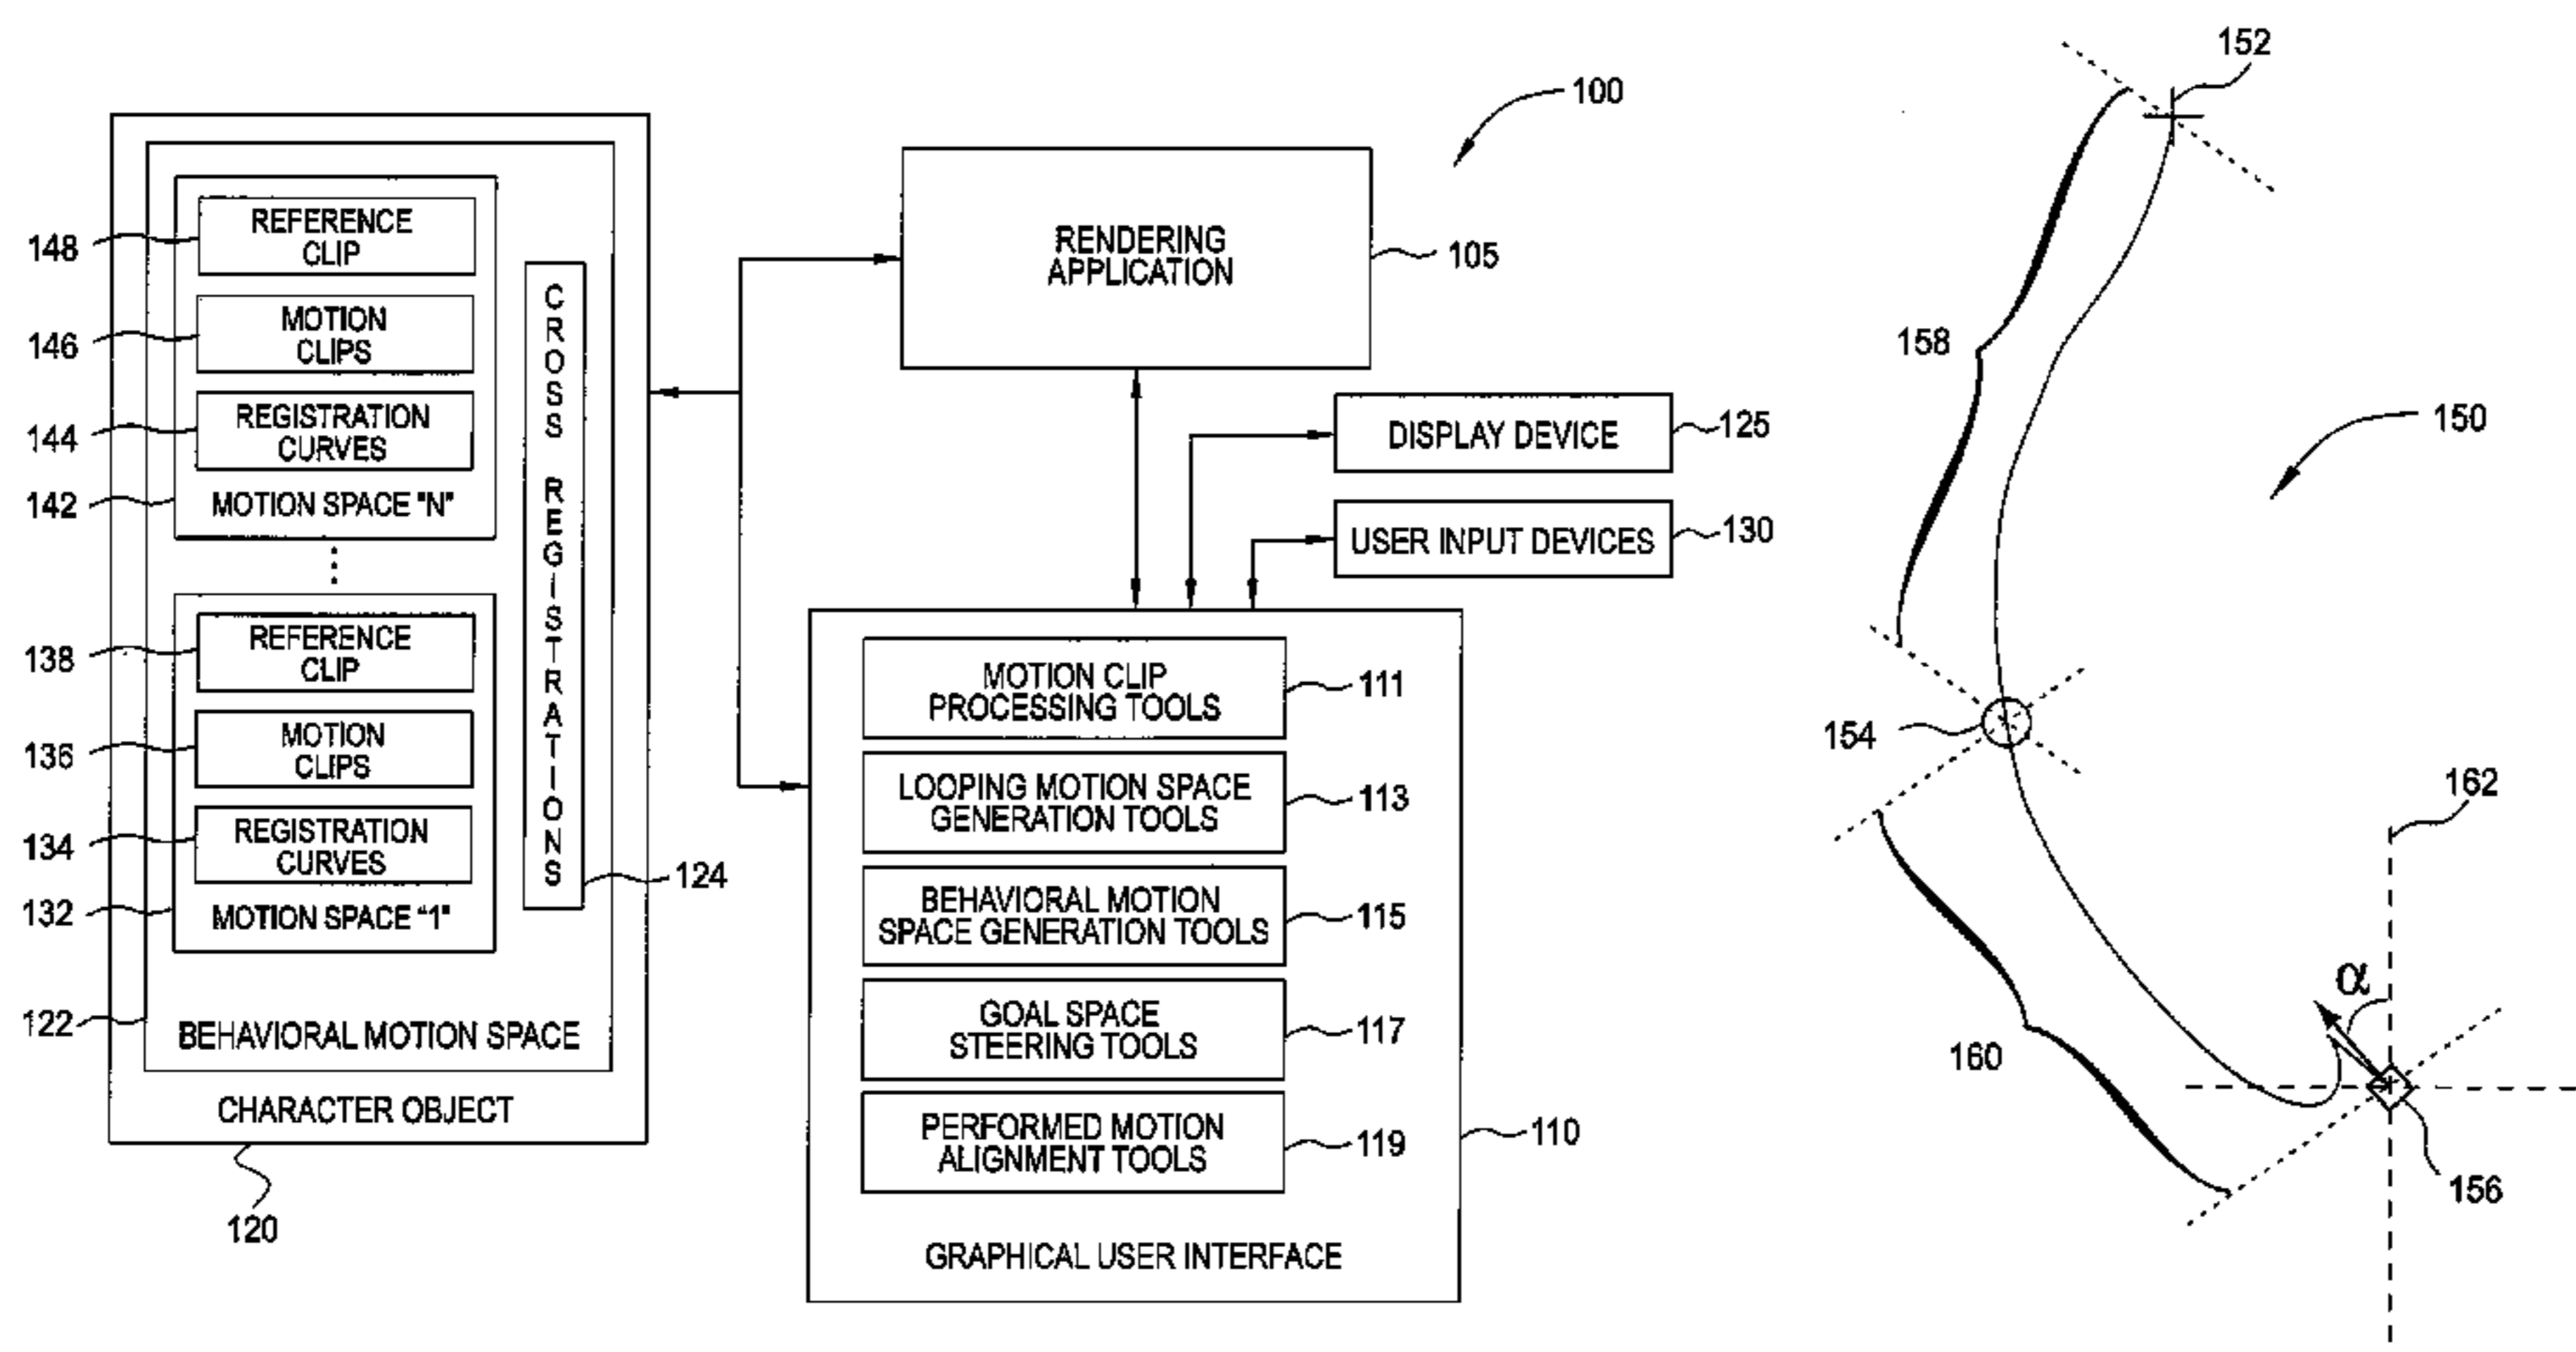 100
REFERENCE
CLIP
148
MOTION
CLIPS
146
REGISTRATION
CURVES
144
MOTION SPACE "N"
142
REFERENCE
CLIP
138
MOTION
CLIPS
136
REGISTRATION
CURVES
134
MOTION SPACE "1"
132
CROSS REGISTRATIONS
124
BEHAVIORAL MOTION SPACE
122
CHARACTER OBJECT
120
RENDERING
APPLICATION
105
DISPLAY DEVICE
125
USER INPUT DEVICES
130
MOTION CLIP
PROCESSING TOOLS
111
LOOPING MOTION SPACE
GENERATION TOOLS
113
BEHAVIORAL MOTION
SPACE GENERATION TOOLS
115
GOAL SPACE
STEERING TOOLS
117
PERFORMED MOTION
ALIGNMENT TOOLS
119
GRAPHICAL USER INTERFACE
110
152
158
150
154
162
α
160
156